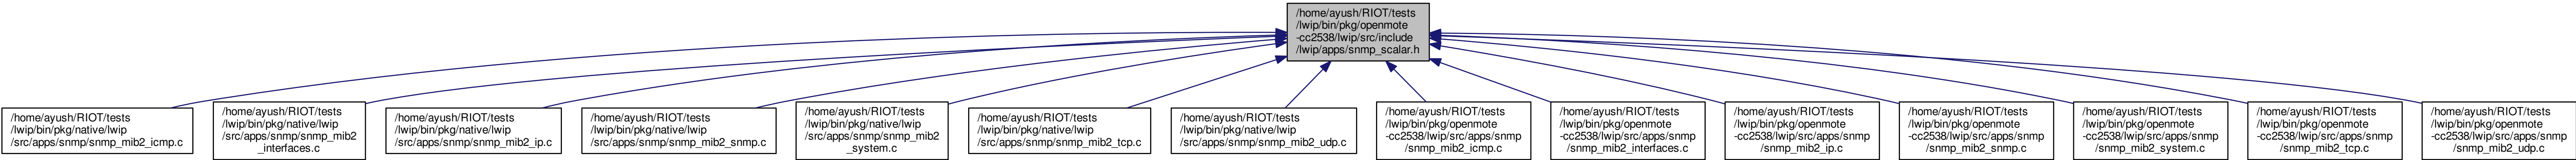 /home/ayush/RIOT/tests
/lwip/bin/pkg/openmote
-cc2538/lwip/src/include
/lwip/apps/snmp_scalar.h
/home/ayush/RIOT/tests
/lwip/bin/pkg/native/lwip
/src/apps/snmp/snmp_mib2_icmp.c
/home/ayush/RIOT/tests
/lwip/bin/pkg/native/lwip
/src/apps/snmp/snmp_mib2
_interfaces.c
/home/ayush/RIOT/tests
/lwip/bin/pkg/native/lwip
/src/apps/snmp/snmp_mib2_ip.c
/home/ayush/RIOT/tests
/lwip/bin/pkg/native/lwip
/src/apps/snmp/snmp_mib2_snmp.c
/home/ayush/RIOT/tests
/lwip/bin/pkg/native/lwip
/src/apps/snmp/snmp_mib2
_system.c
/home/ayush/RIOT/tests
/lwip/bin/pkg/native/lwip
/src/apps/snmp/snmp_mib2_tcp.c
/home/ayush/RIOT/tests
/lwip/bin/pkg/native/lwip
/src/apps/snmp/snmp_mib2_udp.c
/home/ayush/RIOT/tests
/lwip/bin/pkg/openmote
-cc2538/lwip/src/apps/snmp
/snmp_mib2_icmp.c
/home/ayush/RIOT/tests
/lwip/bin/pkg/openmote
-cc2538/lwip/src/apps/snmp
/snmp_mib2_interfaces.c
/home/ayush/RIOT/tests
/lwip/bin/pkg/openmote
-cc2538/lwip/src/apps/snmp
/snmp_mib2_ip.c
/home/ayush/RIOT/tests
/lwip/bin/pkg/openmote
-cc2538/lwip/src/apps/snmp
/snmp_mib2_snmp.c
/home/ayush/RIOT/tests
/lwip/bin/pkg/openmote
-cc2538/lwip/src/apps/snmp
/snmp_mib2_system.c
/home/ayush/RIOT/tests
/lwip/bin/pkg/openmote
-cc2538/lwip/src/apps/snmp
/snmp_mib2_tcp.c
/home/ayush/RIOT/tests
/lwip/bin/pkg/openmote
-cc2538/lwip/src/apps/snmp
/snmp_mib2_udp.c